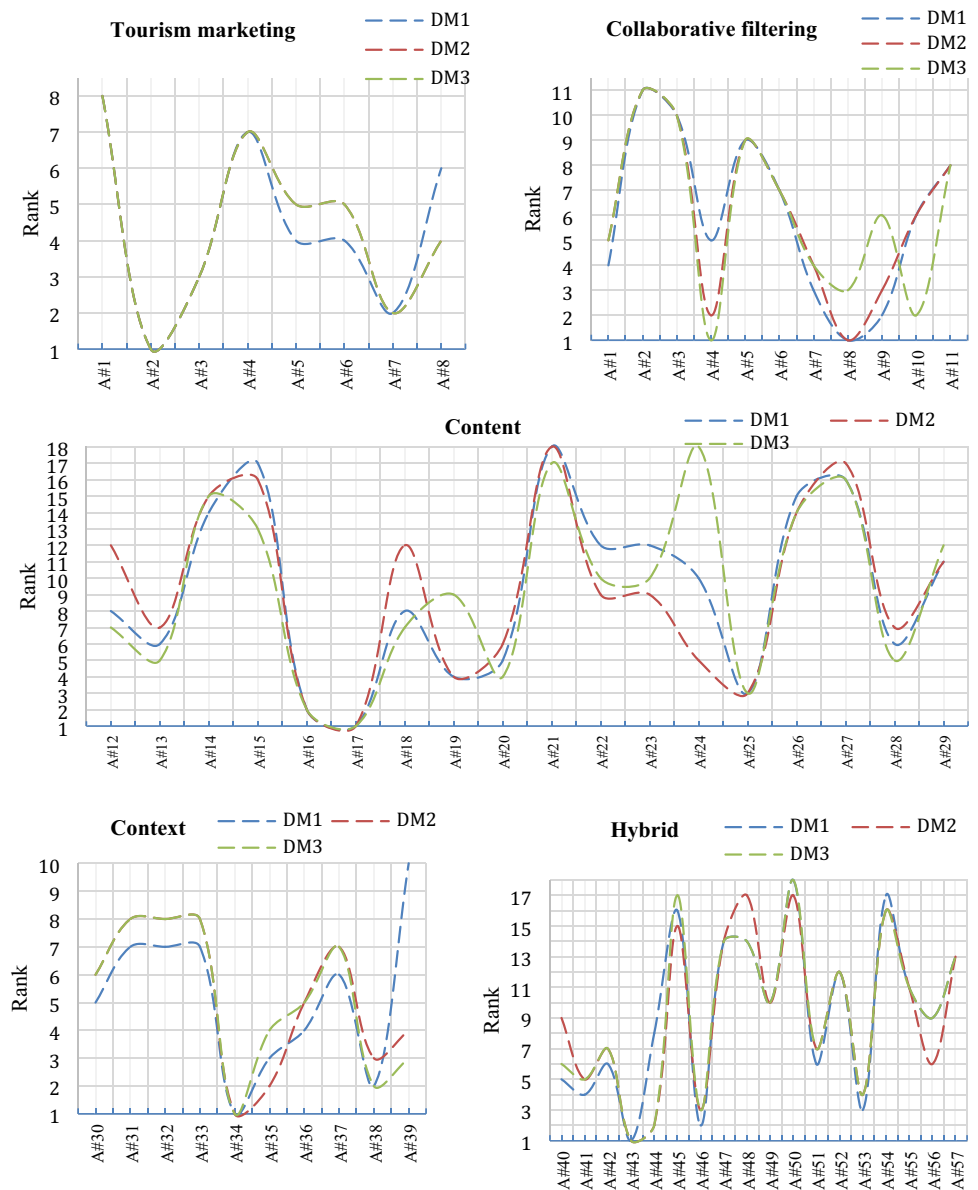 Tourism marketing
DM1
DM2
DM3
Rank
8
7
6
5
4
3
2
1
A#1
A#2
A#3
A#4
A#5
A#6
A#7
A#8
Collaborative filtering
DM1
DM2
DM3
Rank
11
10
9
8
7
6
5
4
3
2
1
A#1
A#2
A#3
A#4
A#5
A#6
A#7
A#8
A#9
A#10
A#11
Content
DM1
DM2
DM3
Rank
18
17
16
15
14
13
12
11
10
9
8
7
6
5
4
3
2
1
A#12
A#13
A#14
A#15
A#16
A#17
A#18
A#19
A#20
A#21
A#22
A#23
A#24
A#25
A#26
A#27
A#28
A#29
Context
DM1
DM2
DM3
Rank
10
9
8
7
6
5
4
3
2
1
A#30
A#31
A#32
A#33
A#34
A#35
A#36
A#37
A#38
A#39
Hybrid
DM1
DM2
DM3
Rank
17
15
13
11
9
7
5
3
1
A#40
A#41
A#42
A#43
A#44
A#45
A#46
A#47
A#48
A#49
A#50
A#51
A#52
A#53
A#54
A#55
A#56
A#57